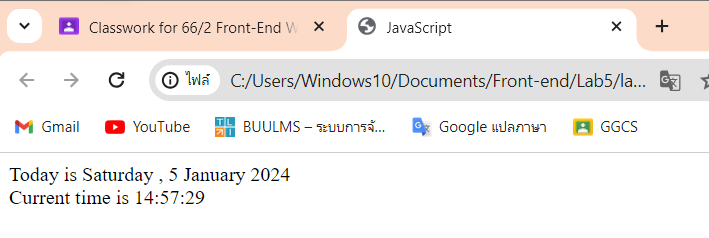 Classwork for 66/2 Front-End W
JavaScript
ไฟล์ C:/Users/Windows10/Documents/Front-end/Lab5/la...
Gmail YouTube BUULMS – ระบบการจั... Google แปลภาษา GGCS
Today is Saturday , 5 January 2024
Current time is 14:57:29